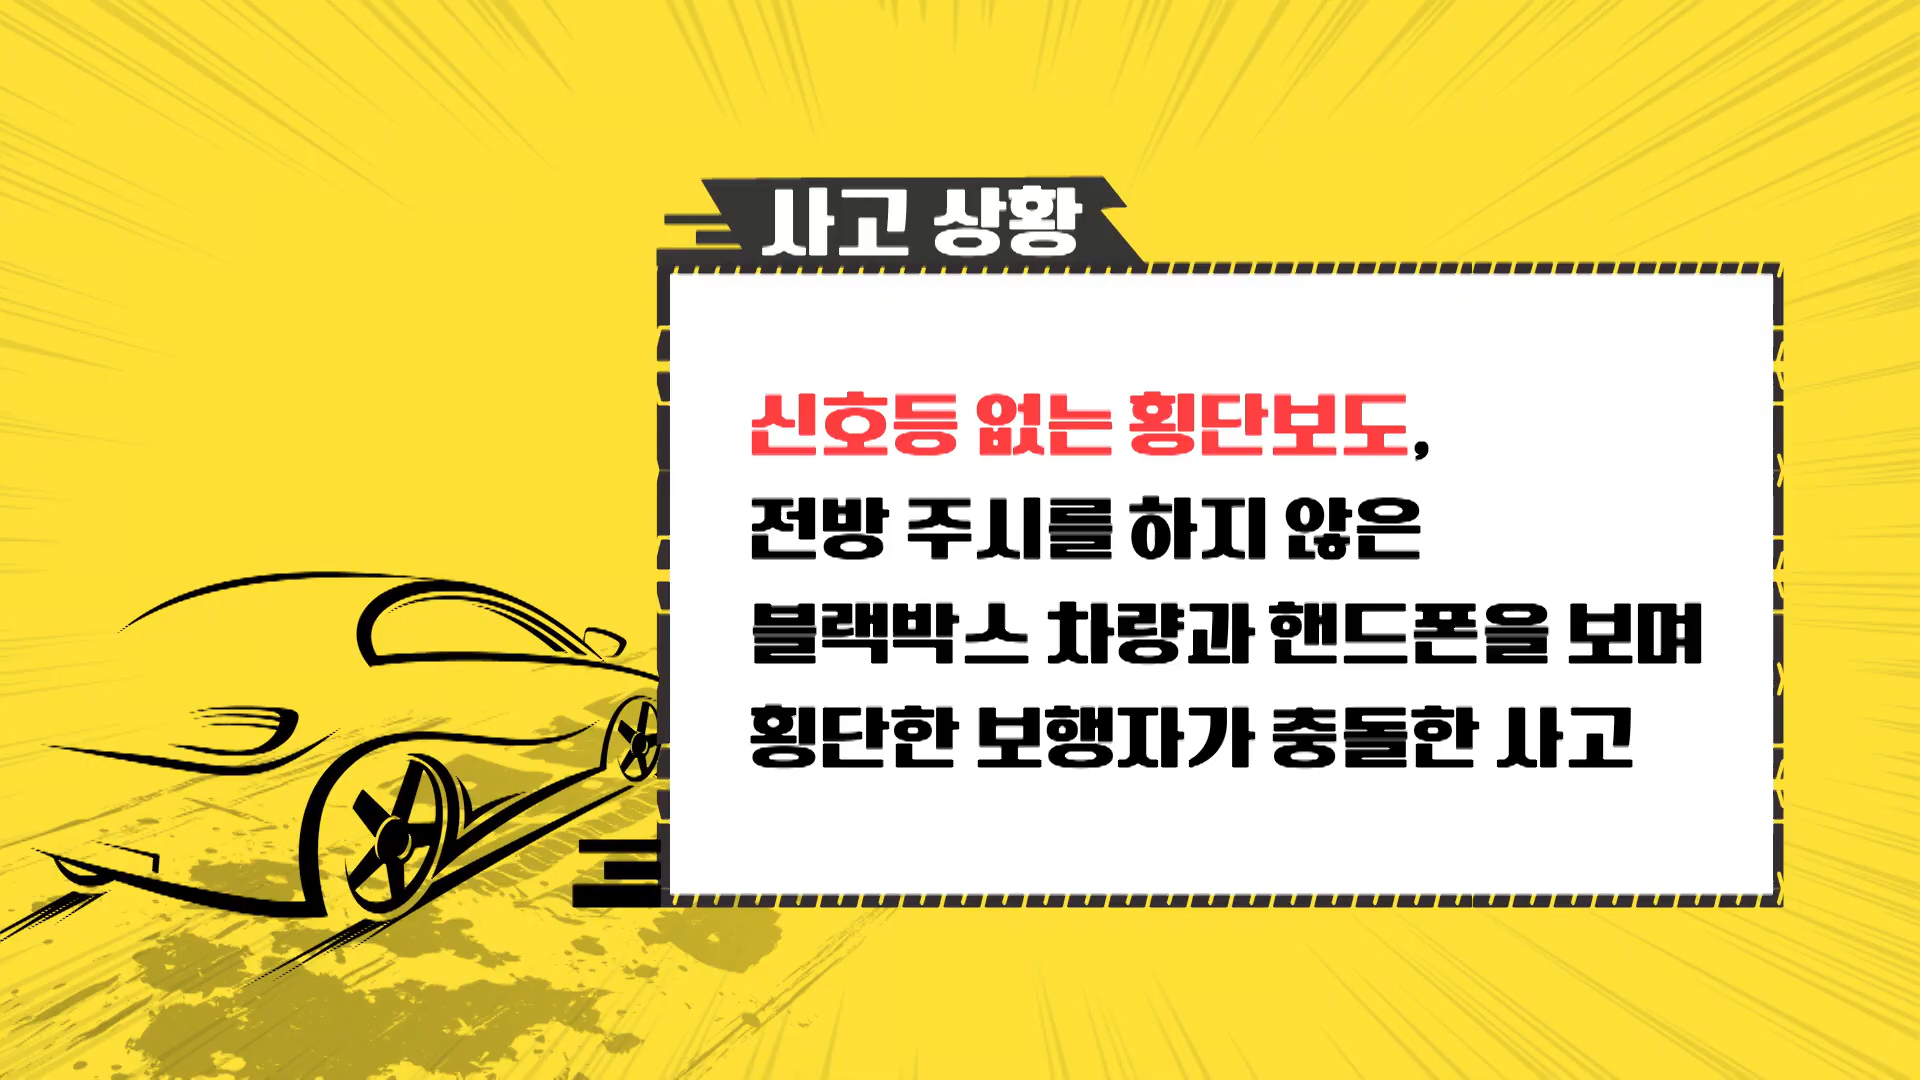 사고 상황
신호등 없는 횡단보도,
전방 주시를 하지 않은
블랙박스 차량과 핸드폰을 보며
횡단한 보행자가 충돌한 사고